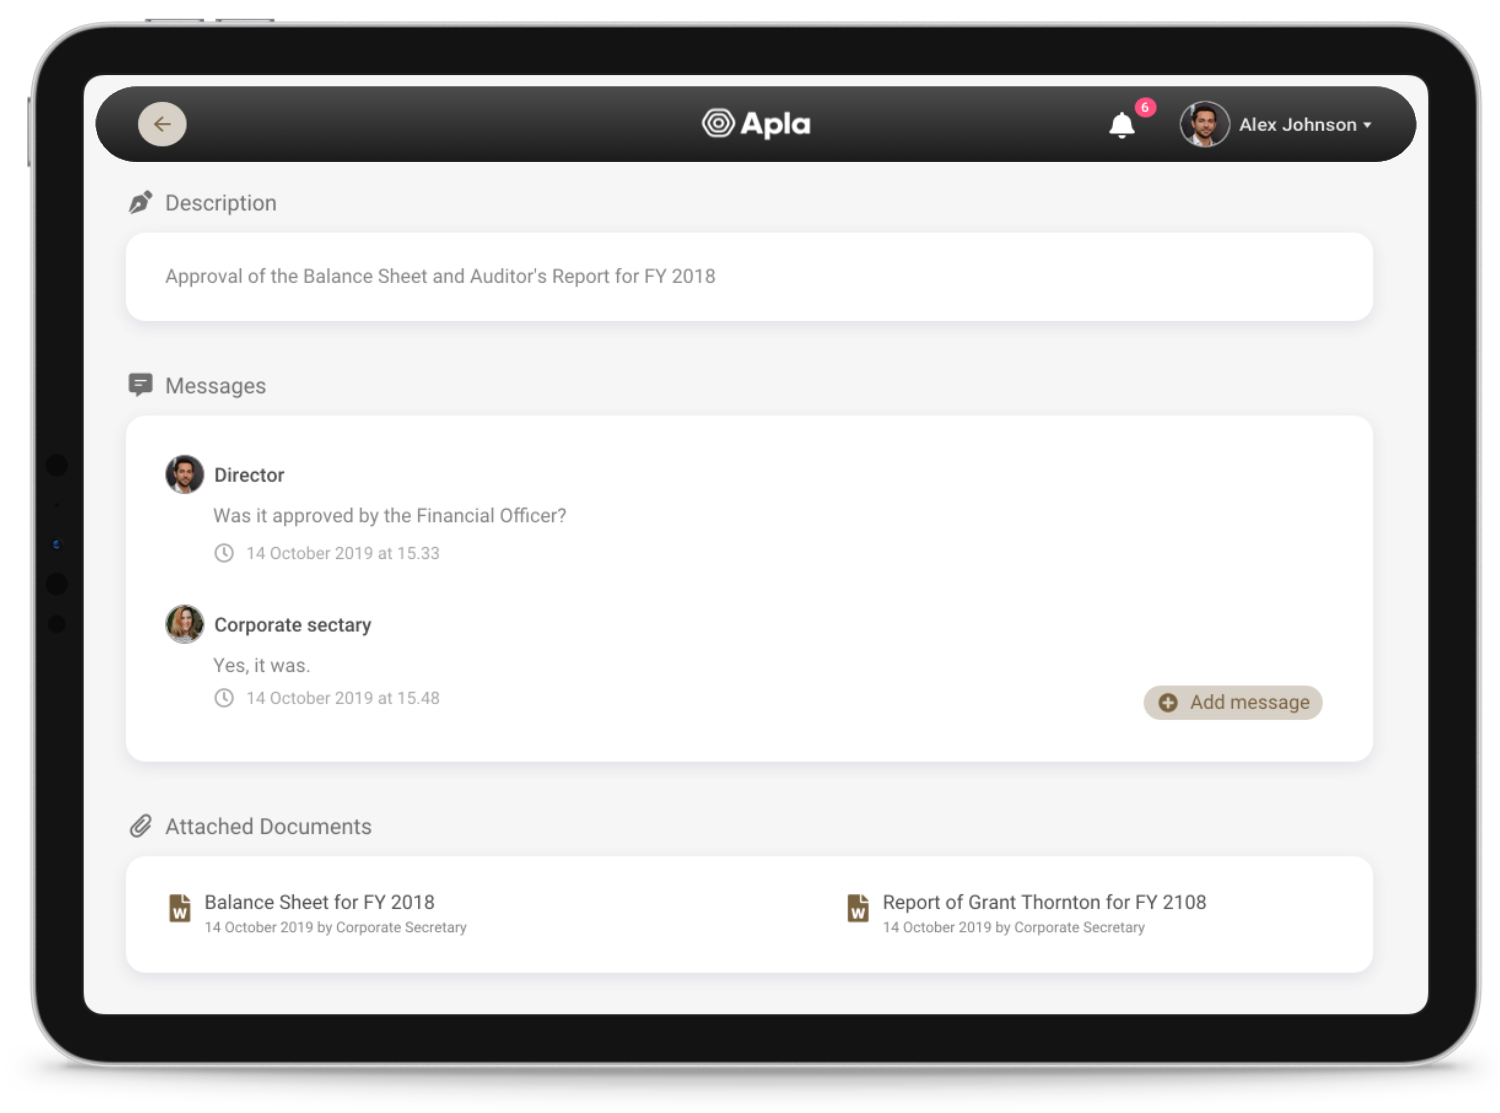 Apla
6
Alex Johnson
Description
Approval of the Balance Sheet and Auditor's Report for FY 2018
Messages
Director
Was it approved by the Financial Officer?
14 October 2019 at 15.33
Corporate sectary
Yes, it was.
14 October 2019 at 15.48
Add message
Attached Documents
W Balance Sheet for FY 2018
14 October 2019 by Corporate Secretary
W Report of Grant Thornton for FY 2108
14 October 2019 by Corporate Secretary